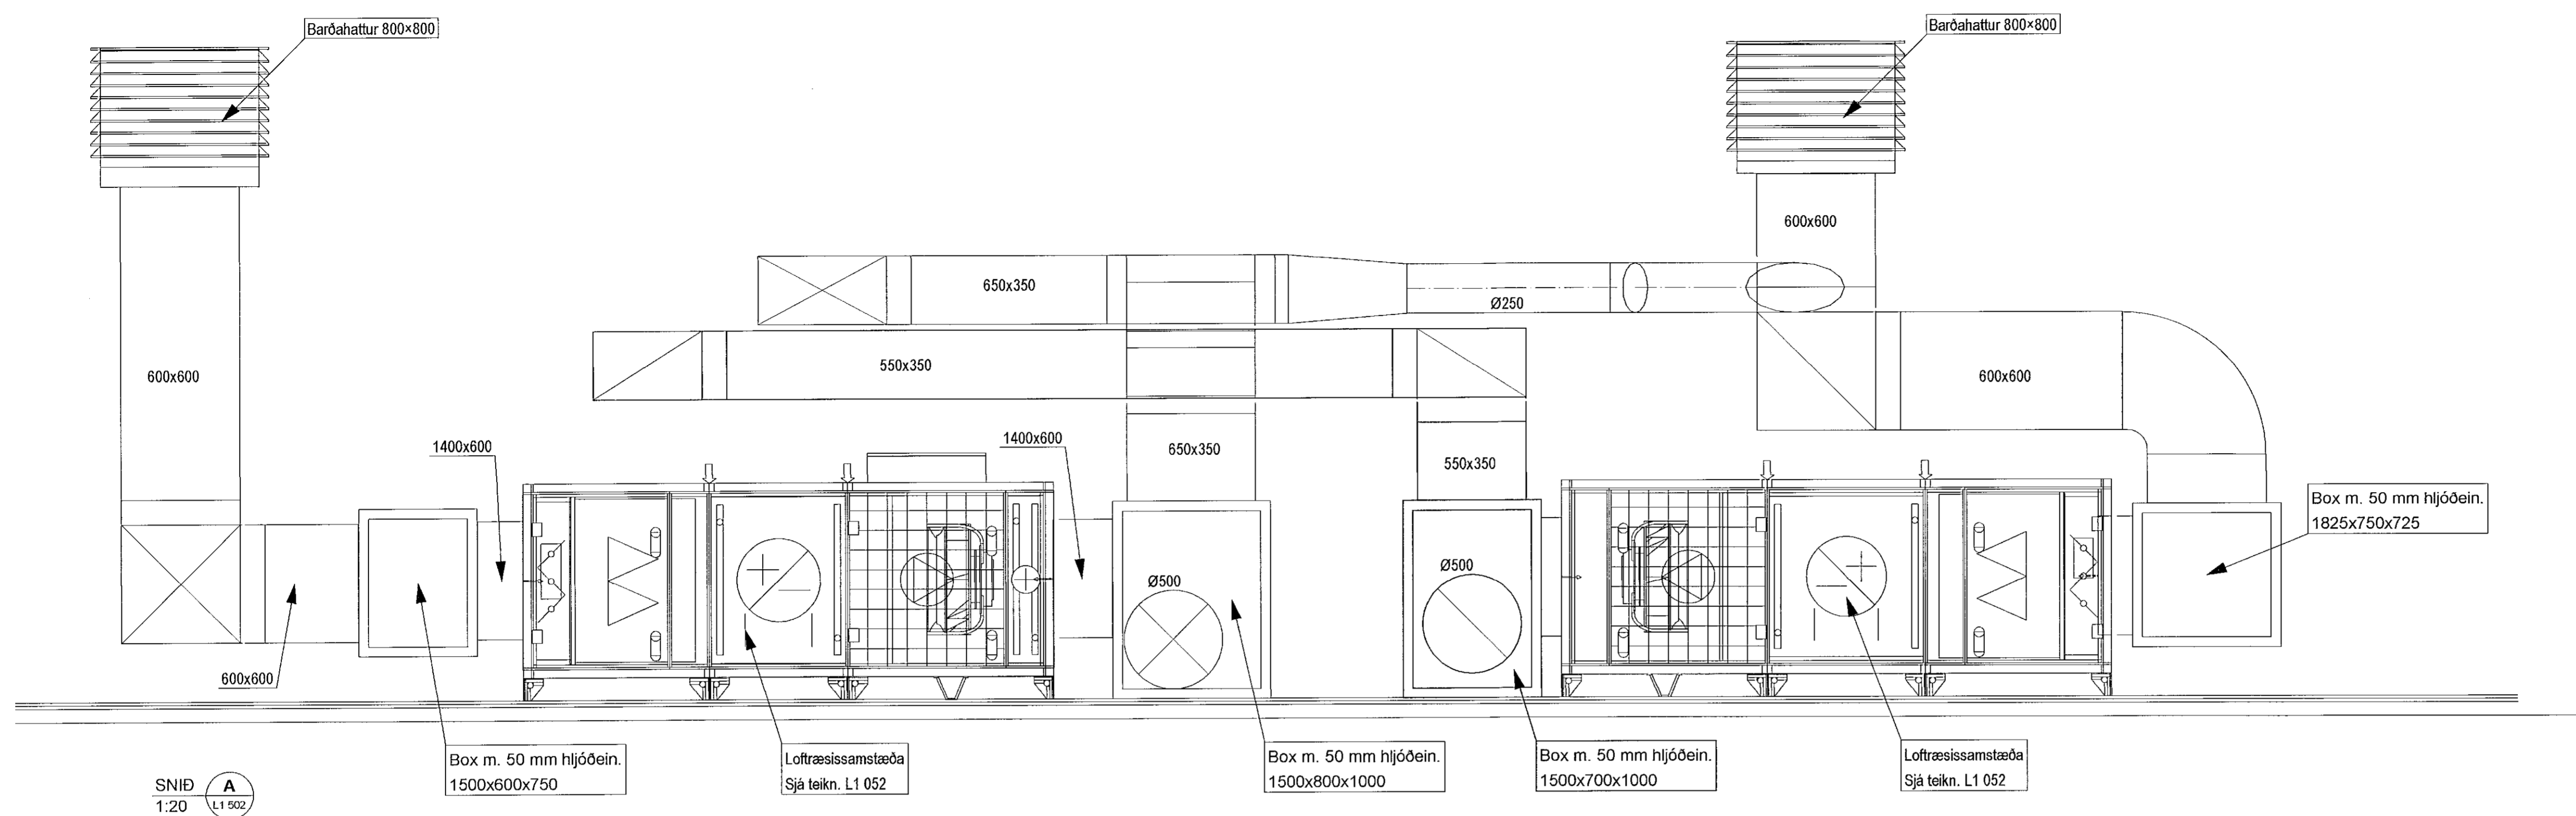 Barðahattur 800×800
Barðahattur 800×800
600x600
650x350
Ø250
550x350
600x600
600x600
1400x600
1400x600
650x350
550x350
Box m. 50 mm hljóðein.
1825x750x725
Ø500
Ø500
600x600
Box m. 50 mm hljóðein.
1500x600x750
Loftræsissamstæða
Sjá teikn. L1 052
Box m. 50 mm hljóðein.
1500x800x1000
Box m. 50 mm hljóðein.
1500x700x1000
Loftræsissamstæða
Sjá teikn. L1 052
SNIÐ A
1:20 L1 502